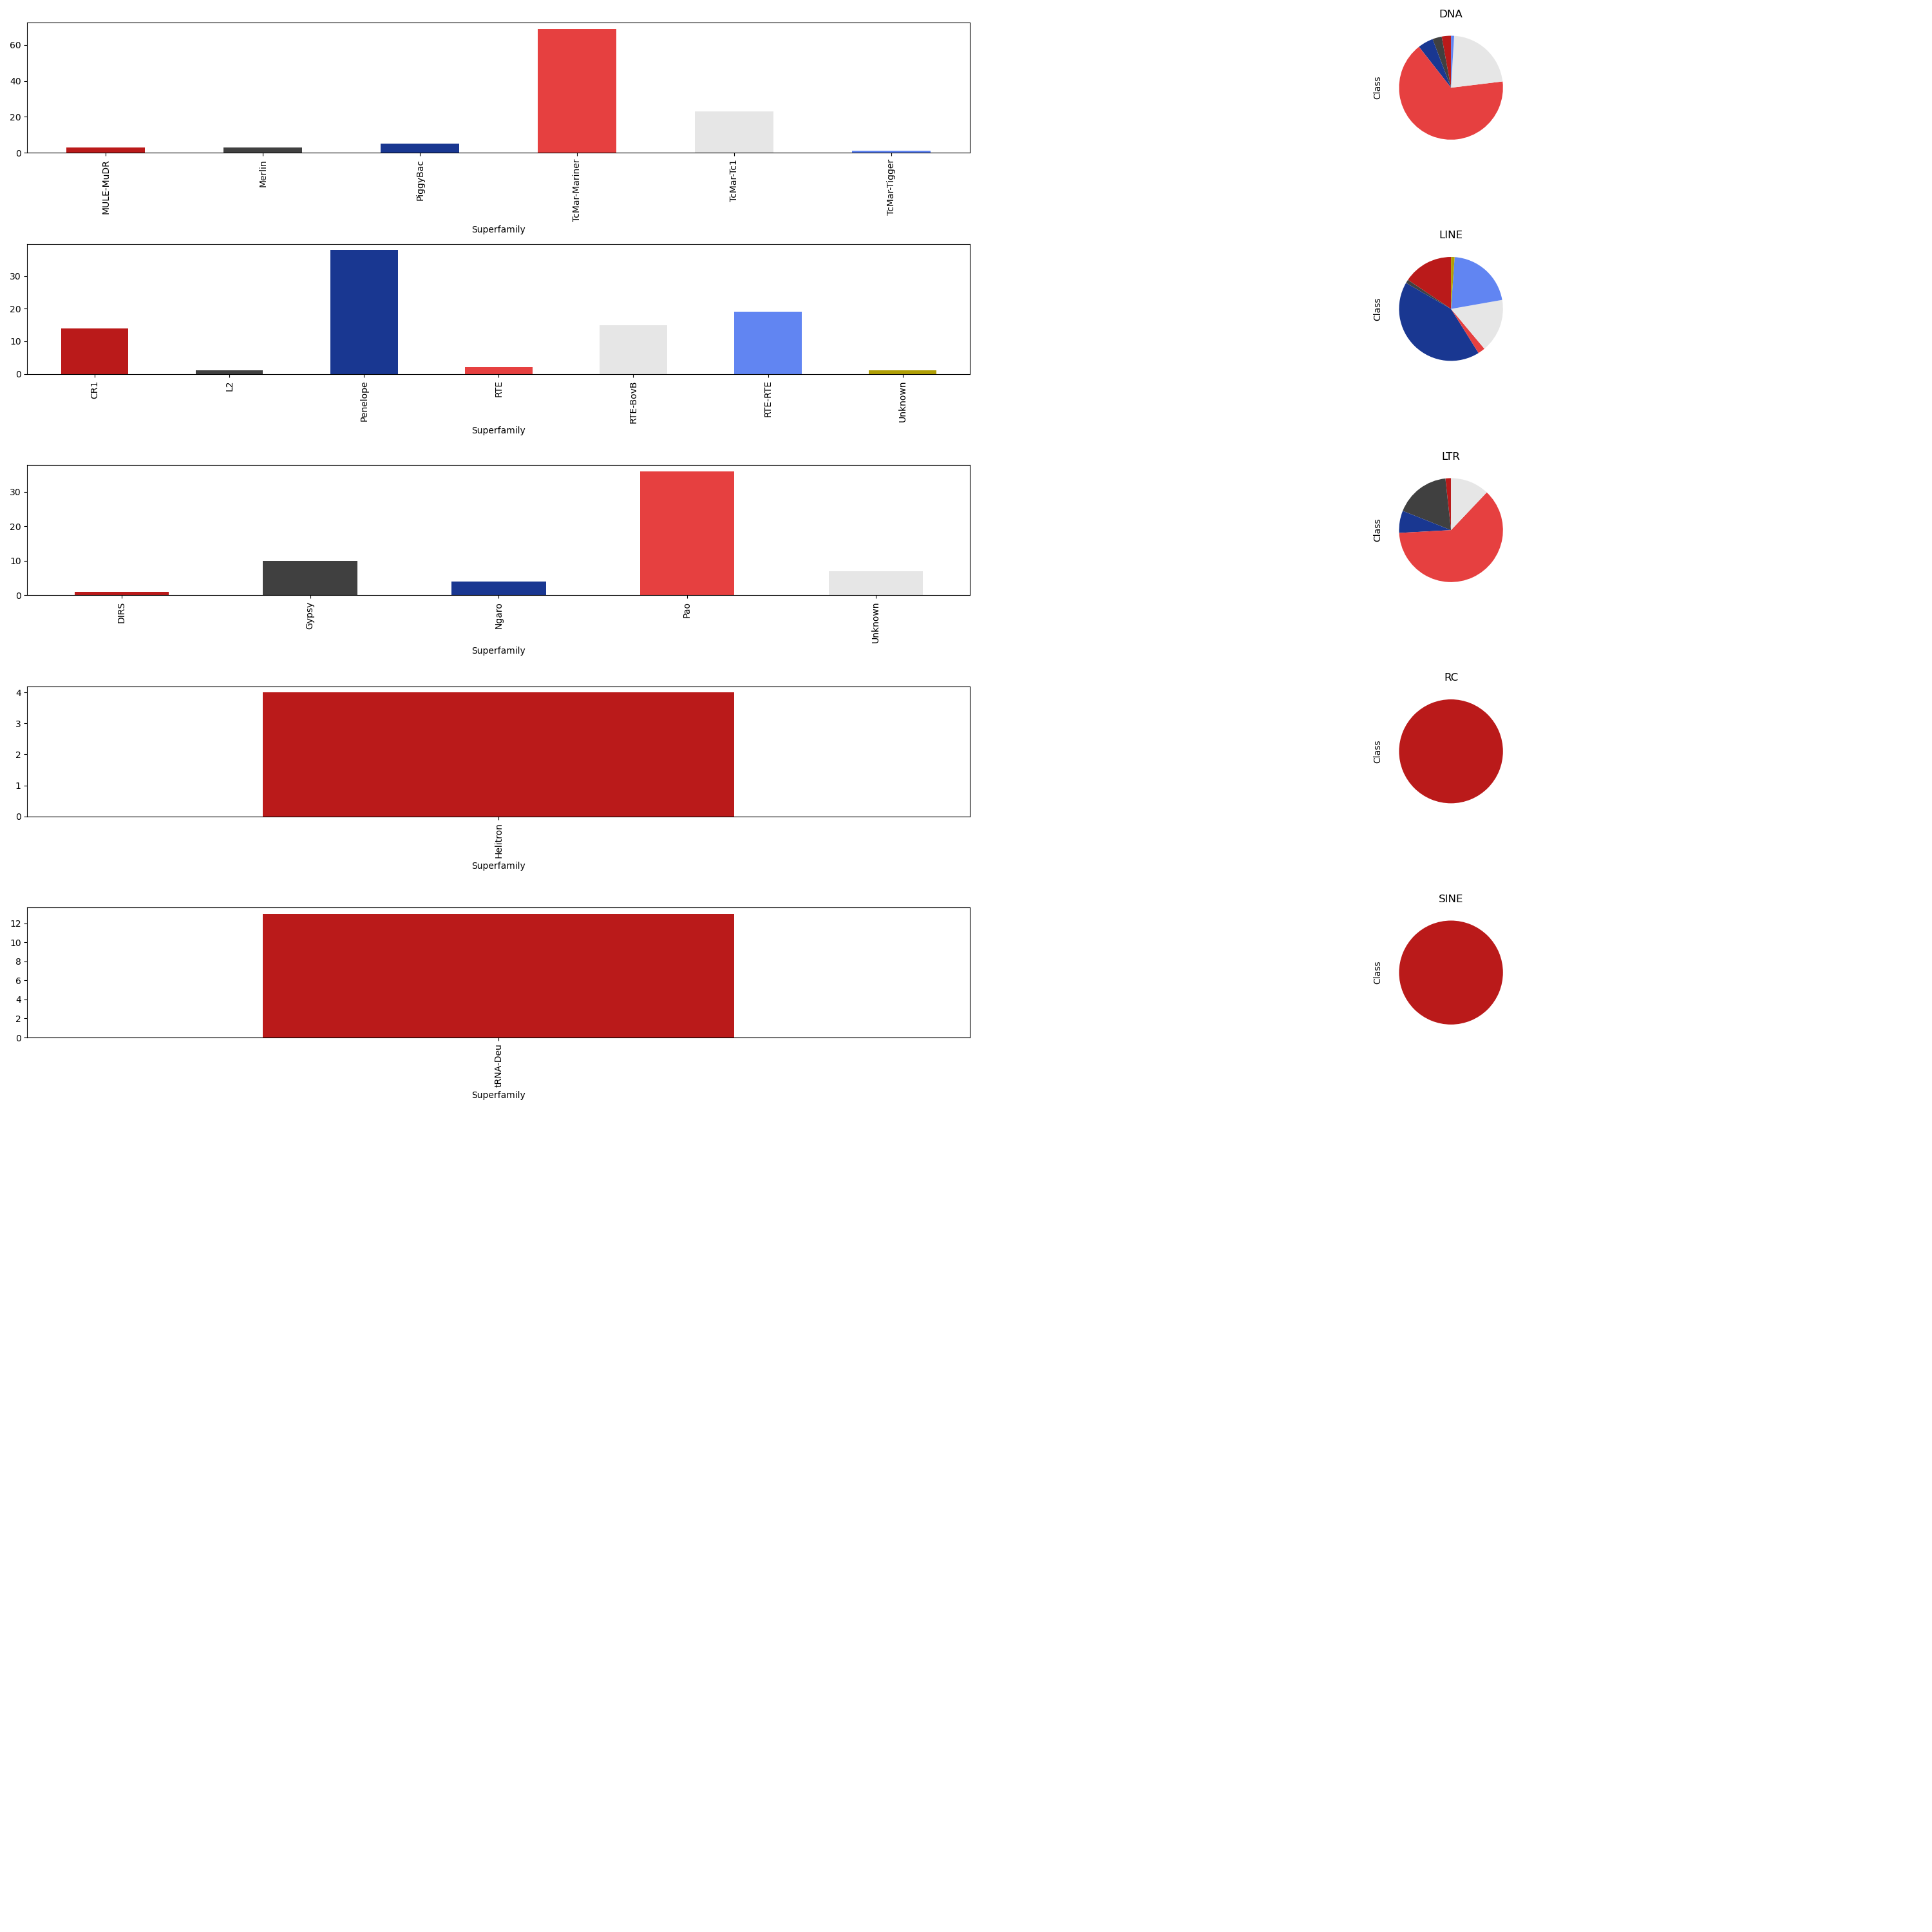 DNA
60
40
20
0
Class
MULE-MuDR
Merlin
PiggyBac
TcMar-Mariner
TcMar-Tc1
TcMar-Tigger
Superfamily
LINE
30
20
10
0
Class
CR1
L2
Penelope
RTE
RTE-BovB
RTE-RTE
Unknown
Superfamily
LTR
30
20
10
0
Class
DIRS
Gypsy
Ngaro
Pao
Unknown
Superfamily
RC
4
3
2
1
0
Class
Helitron
Superfamily
SINE
12
10
8
6
4
2
0
Class
tRNA-Deu
Superfamily